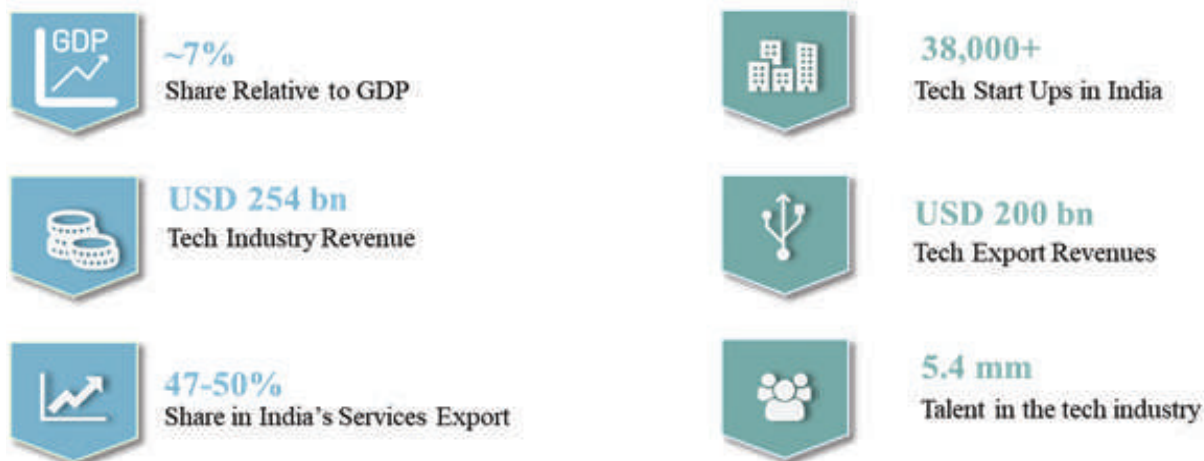 GDP
~7%
Share Relative to GDP
38,000+
Tech Start Ups in India
USD 254 bn
Tech Industry Revenue
USD 200 bn
Tech Export Revenues
47-50%
Share in India's Services Export
5.4 mm
Talent in the tech industry